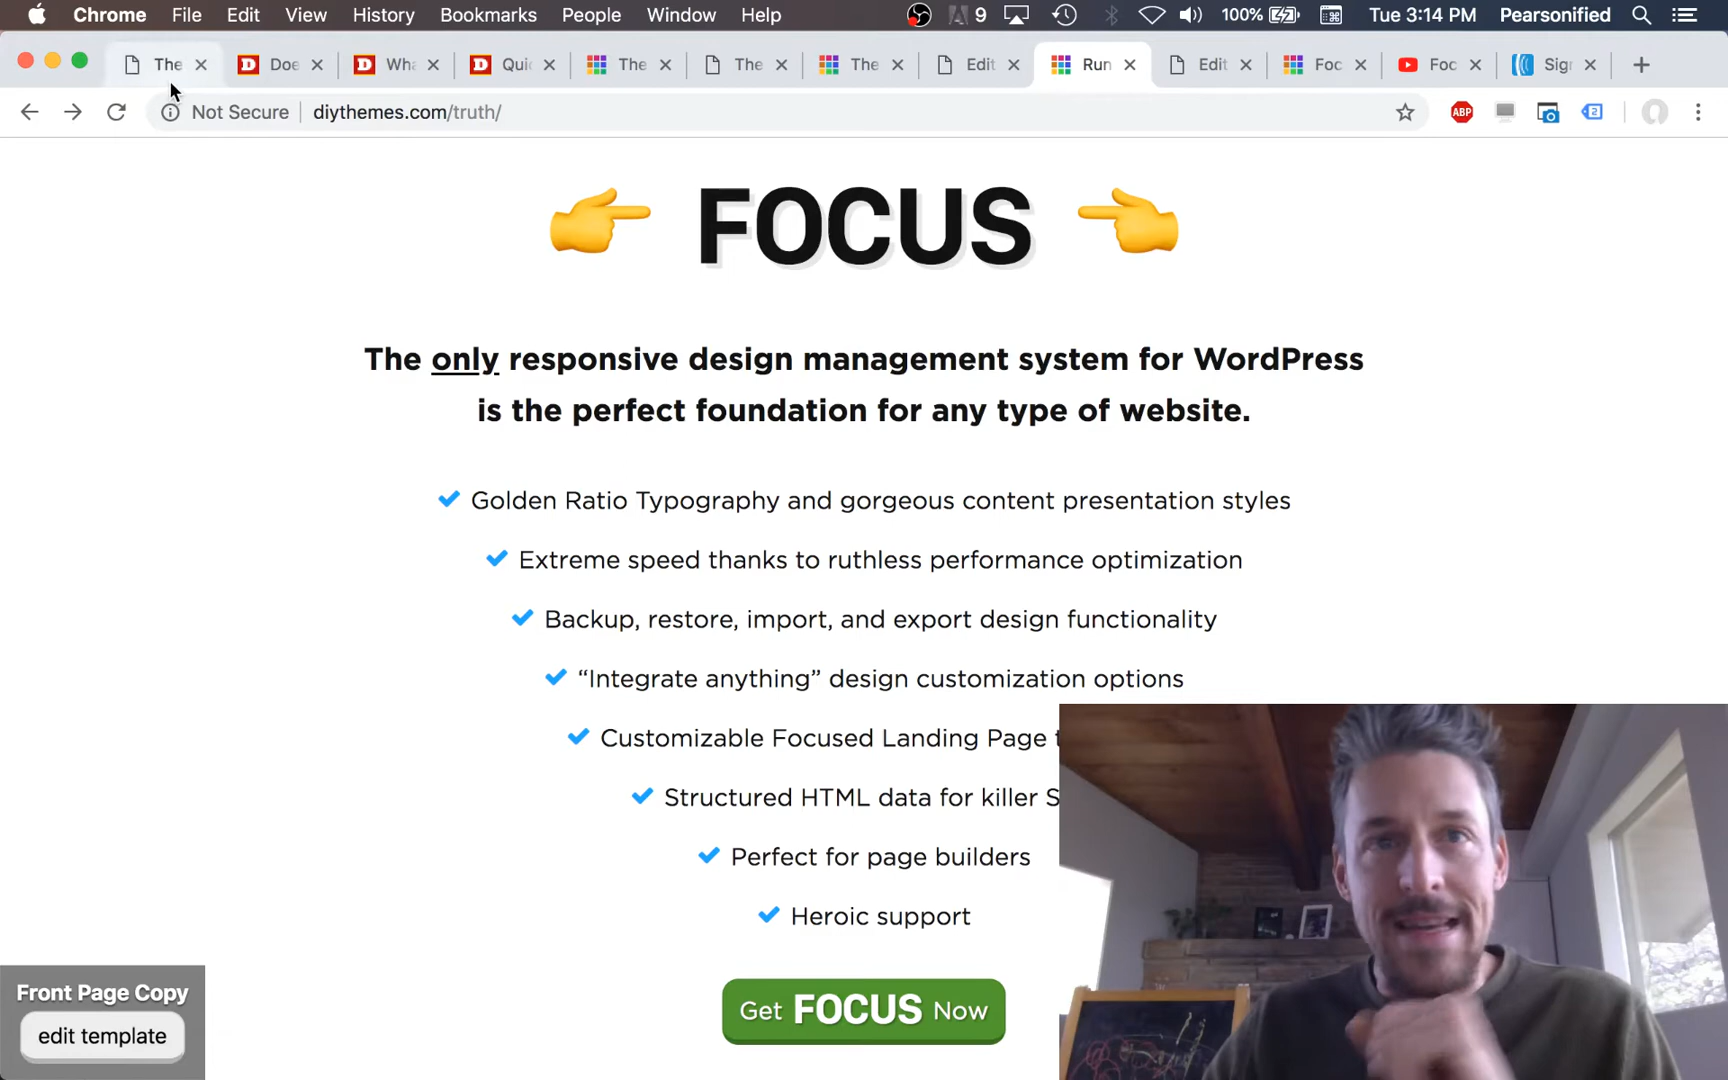 Chrome File Edit View History Bookmarks People Window Help 9 100% Tue 3:14 PM Pearsonified
The Doe Wha Quic The The The Edit Run Edit Foc Foc Sign
Not Secure diythemes.com/truth/ ABP 2
FOCUS
The only responsive design management system for WordPress
is the perfect foundation for any type of website.
Golden Ratio Typography and gorgeous content presentation styles
Extreme speed thanks to ruthless performance optimization
Backup, restore, import, and export design functionality
“Integrate anything” design customization options
Customizable Focused Landing Page
Structured HTML data for killer S
Perfect for page builders
Heroic support
Get FOCUS Now
Front Page Copy
edit template